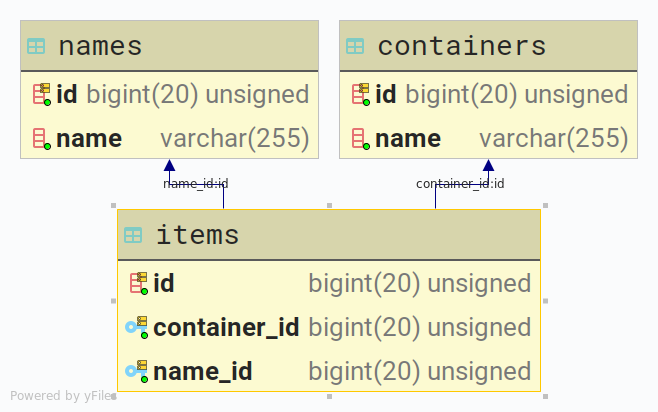 names
id bigint(20) unsigned
name varchar(255)
containers
id bigint(20) unsigned
name varchar(255)
name_id:id
container_id:id
items
id bigint(20) unsigned
container_id bigint(20) unsigned
name_id bigint(20) unsigned
Powered by yFiles